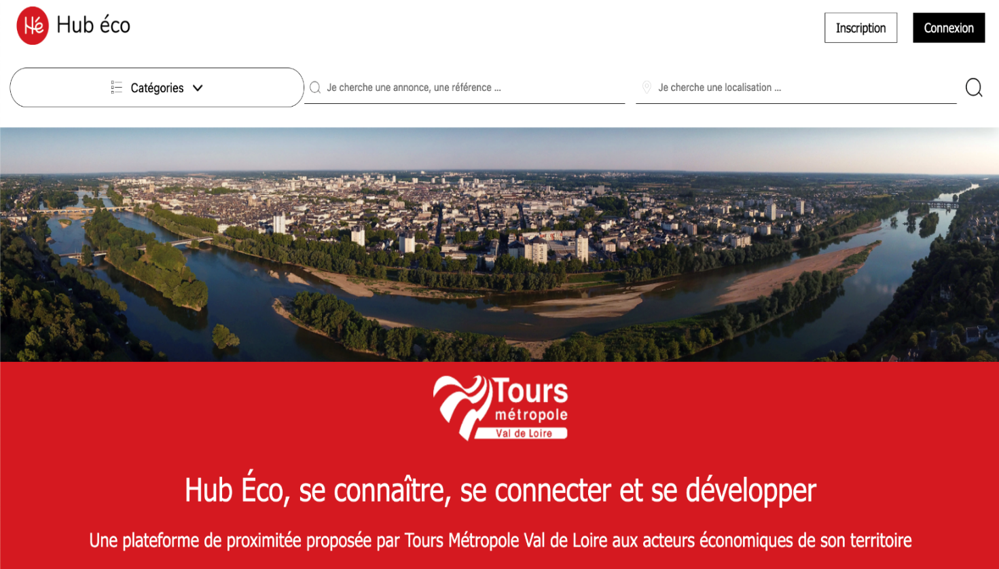 Hé Hub éco
Inscription
Connexion
Catégories
Je cherche une annonce, une référence ...
Je cherche une localisation ...
Tours
métropole
Val de Loire
Hub Éco, se connaître, se connecter et se développer
Une plateforme de proximitée proposée par Tours Métropole Val de Loire aux acteurs économiques de son territoire